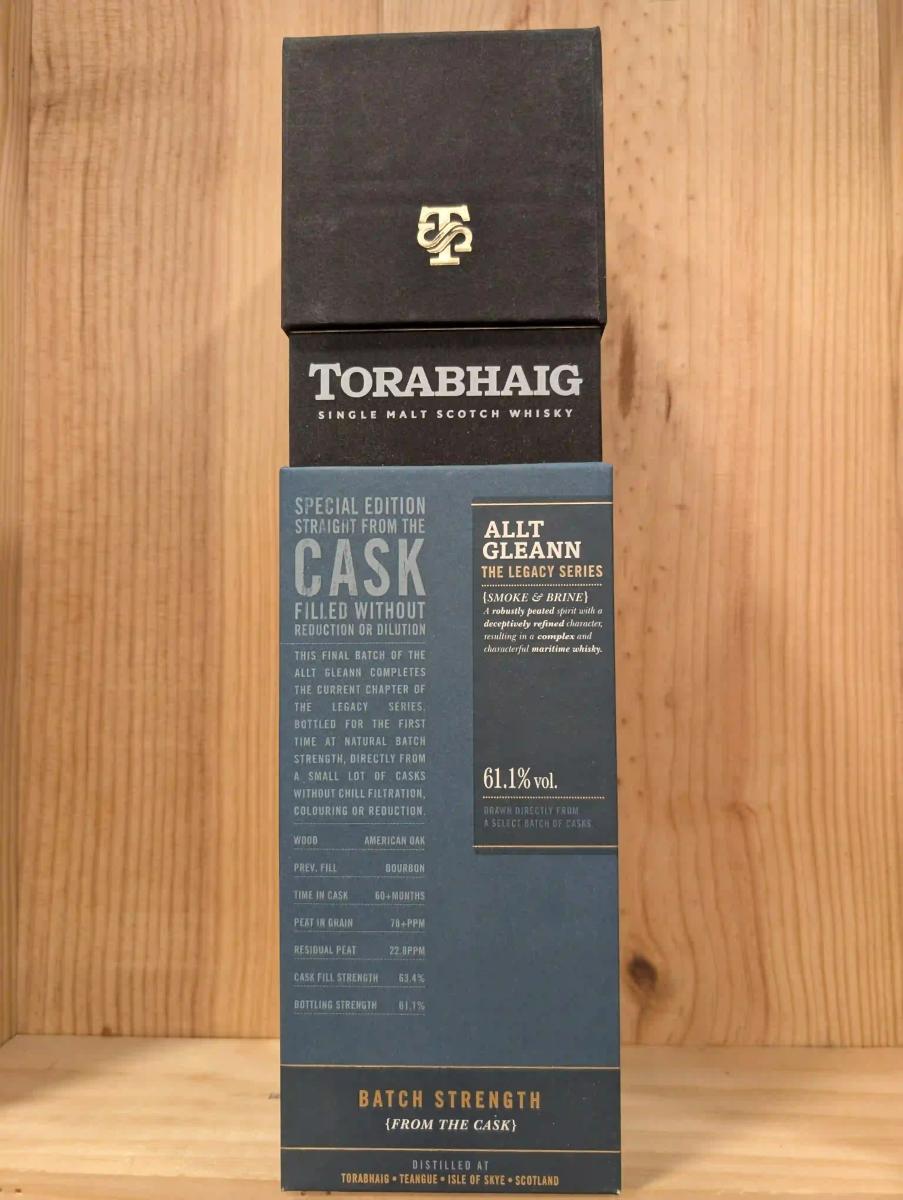 TORABHAIG
SINGLE MALT SCOTCH WHISKY
SPECIAL EDITION
STRAIGHT FROM THE
CASK
FILLED WITHOUT
REDUCTION OR DILUTION
THIS FINAL BATCH OF THE
ALLT GLEANN COMPLETES
THE CURRENT CHAPTER OF
THE LEGACY SERIES,
BOTTLED FOR THE FIRST
TIME AT NATURAL BATCH
STRENGTH, DIRECTLY FROM
A SMALL LOT OF CASKS
WITHOUT CHILL FILTRATION,
COLOURING OR REDUCTION.
WOOD AMERICAN OAK
PREV. FILL BOURBON
TIME IN CASK 60+MONTHS
PEAT IN GRAIN 78+PPM
RESIDUAL PEAT 22.8PPM
CASK FILL STRENGTH 63.4%
BOTTLING STRENGTH 61.1%
ALLT
GLEANN
THE LEGACY SERIES
{SMOKE & BRINE}
A robustly peated spirit with a
deceptively refined character,
resulting in a complex and
characterful maritime whisky.
61.1% vol.
DRAWN DIRECTLY FROM
A SELECT BATCH OF CASKS
BATCH STRENGTH
{FROM THE CASK}
DISTILLED AT
TORABHAIG • TEANGUE • ISLE OF SKYE • SCOTLAND